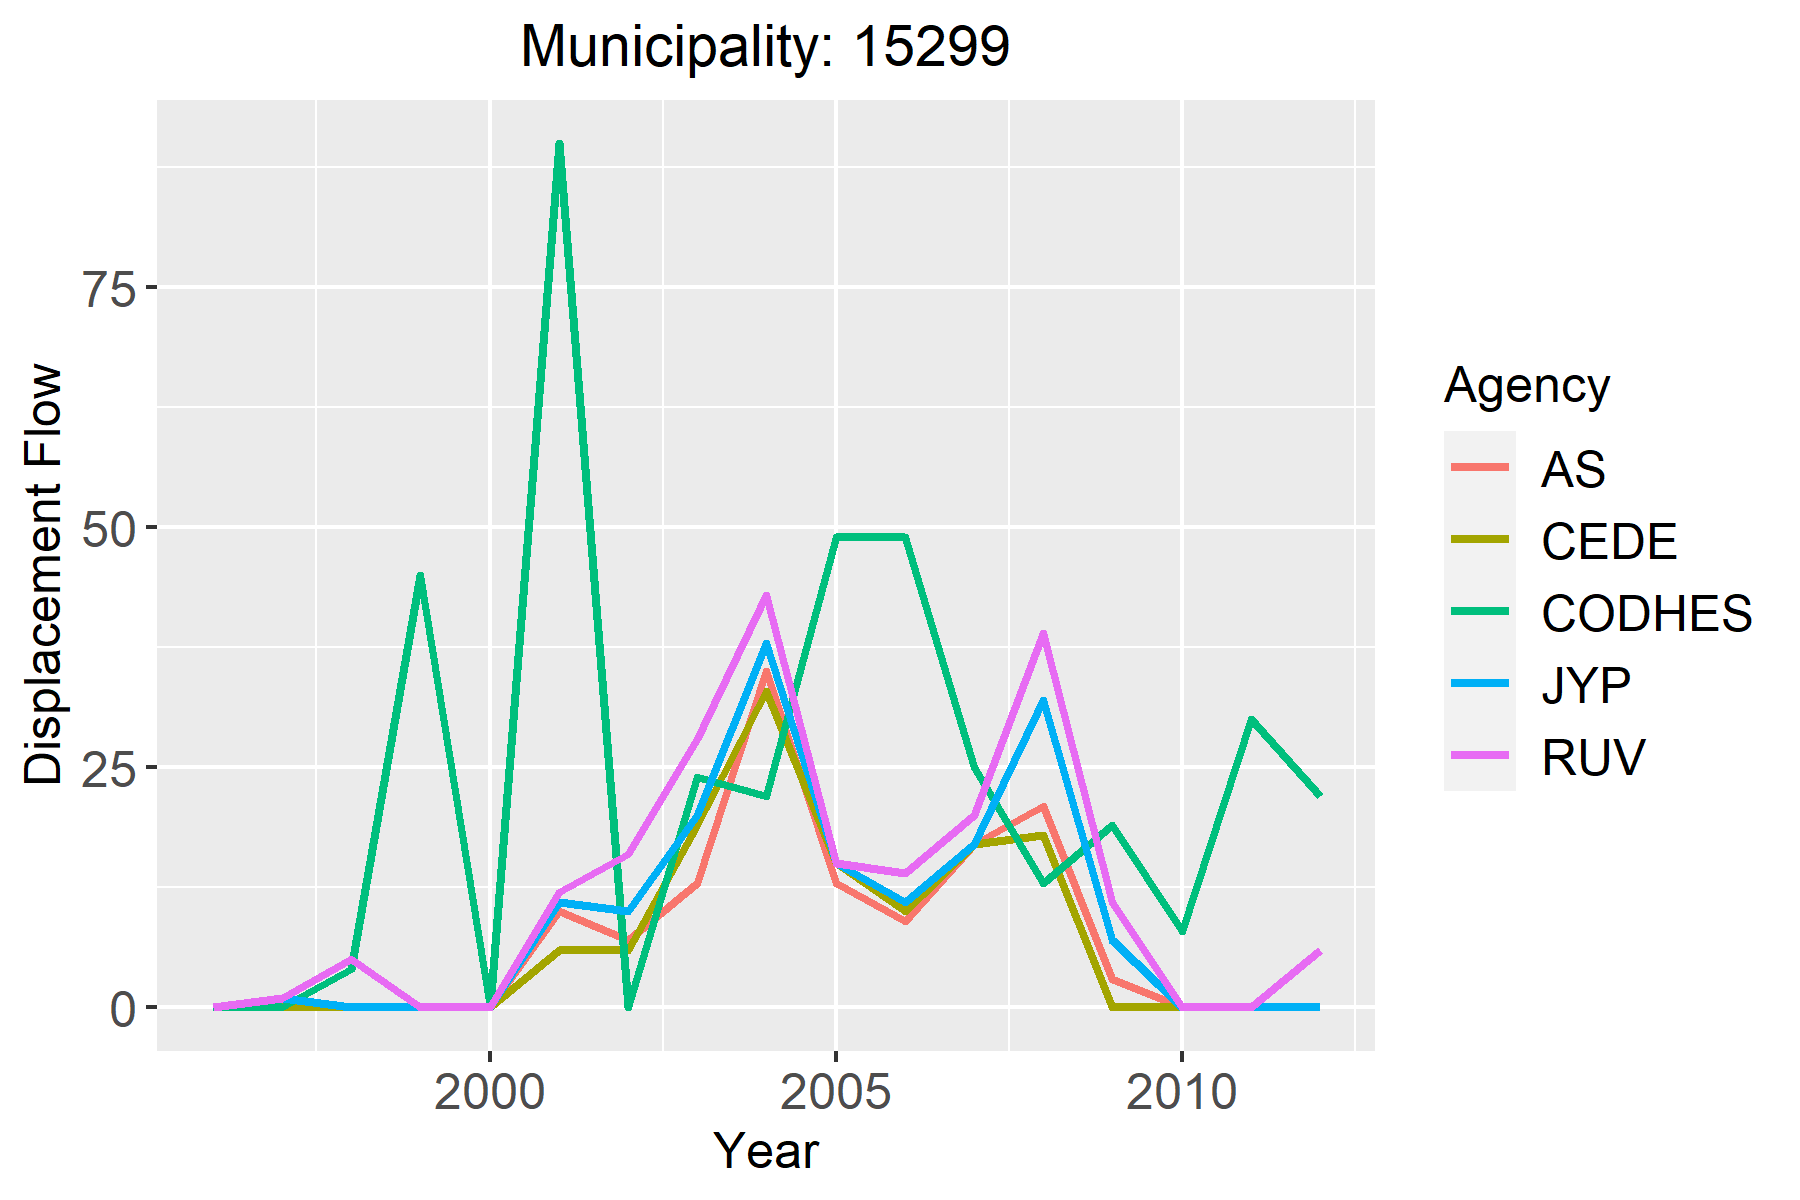 Municipality: 15299
Displacement Flow
75
50
25
0
2000 2005 2010
Year
Agency
AS
CEDE
CODHES
JYP
RUV